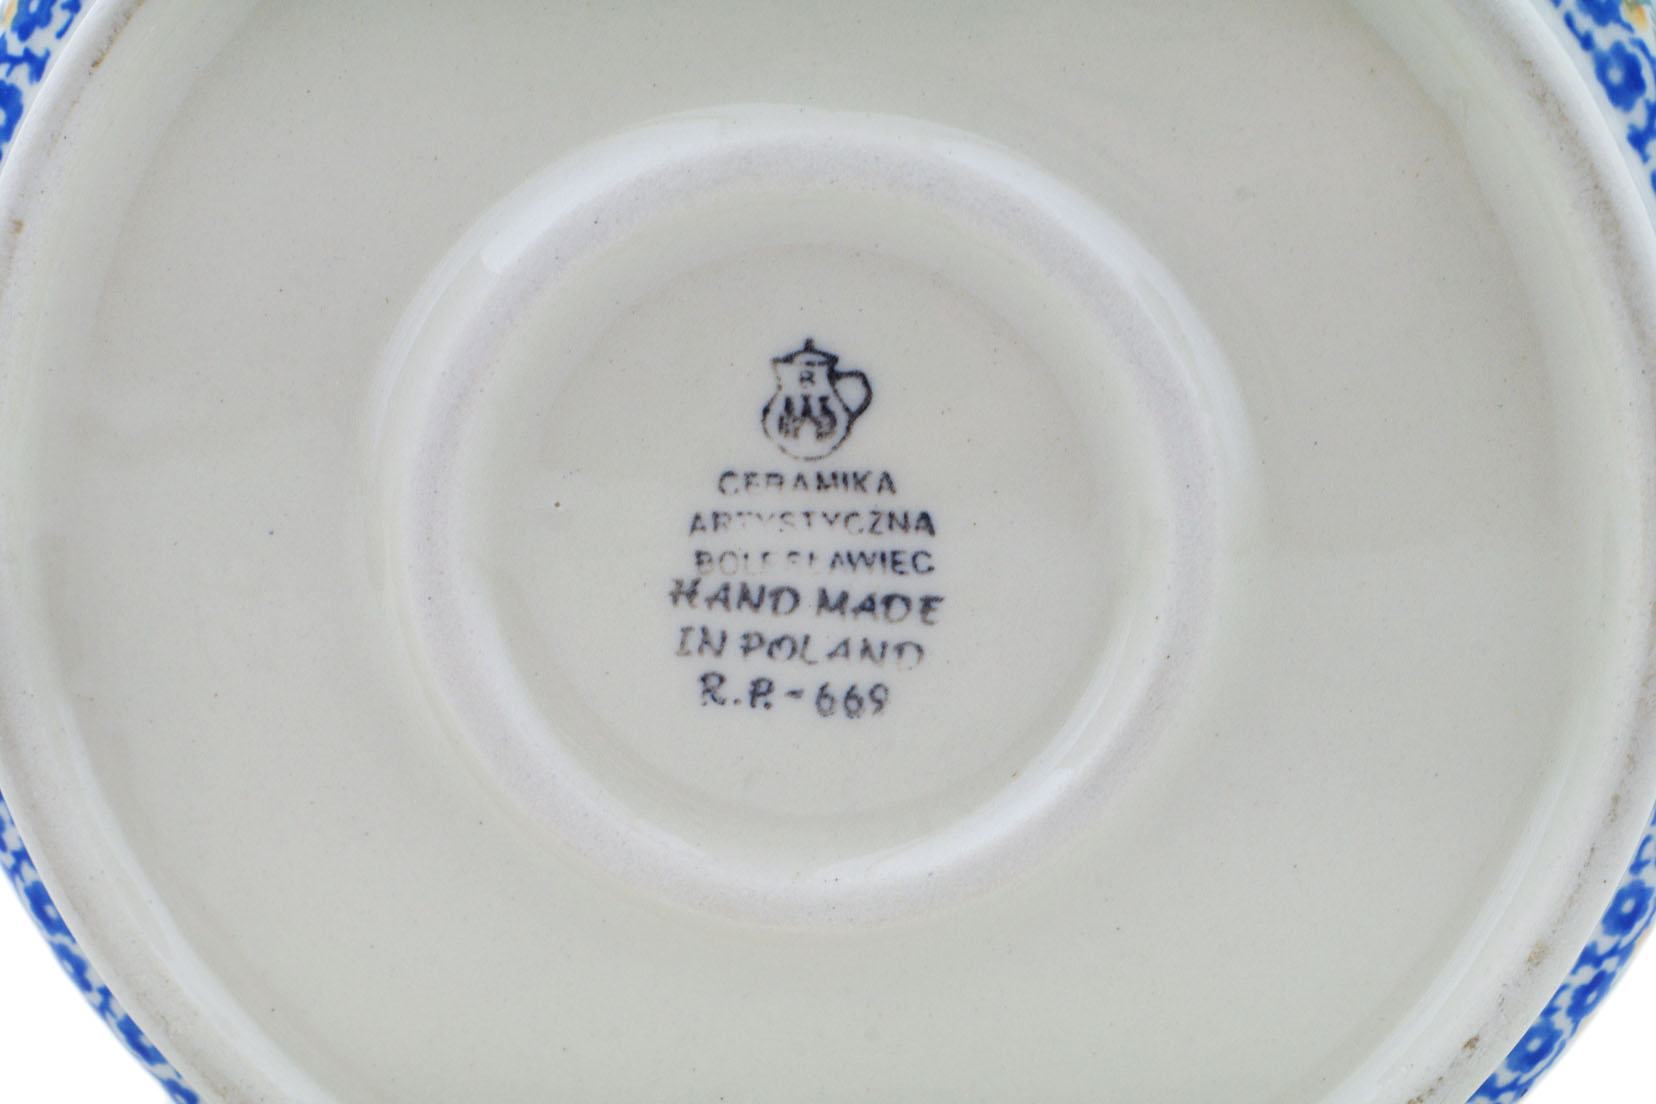 B
CERAMIKA
ARTYSTYCZNA
BOLESŁAWIEC
HAND MADE
IN POLAND
R.P.-669